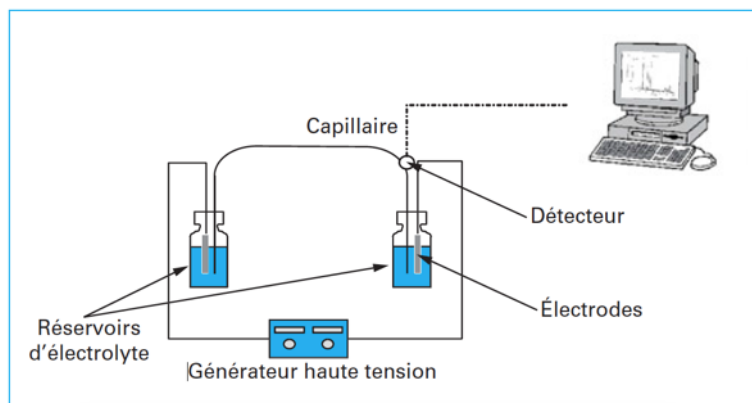 Capillaire
Détecteur
Électrodes
Réservoirs
d’électrolyte
Générateur haute tension